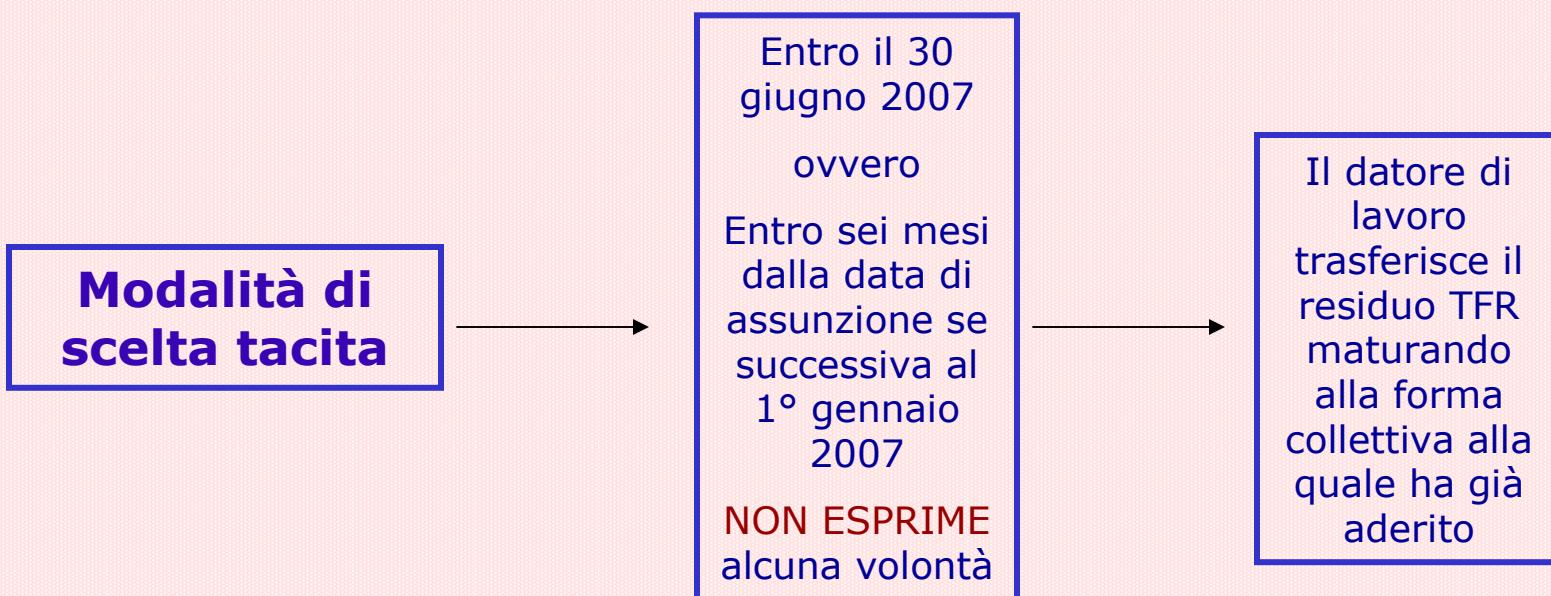 Modalità di
scelta tacita
Entro il 30
giugno 2007
ovvero
Entro sei mesi
dalla data di
assunzione se
successiva al
1° gennaio
2007
NON ESPRIME
alcuna volontà
Il datore di
lavoro
trasferisce il
residuo TFR
maturando
alla forma
collettiva alla
quale ha già
aderito